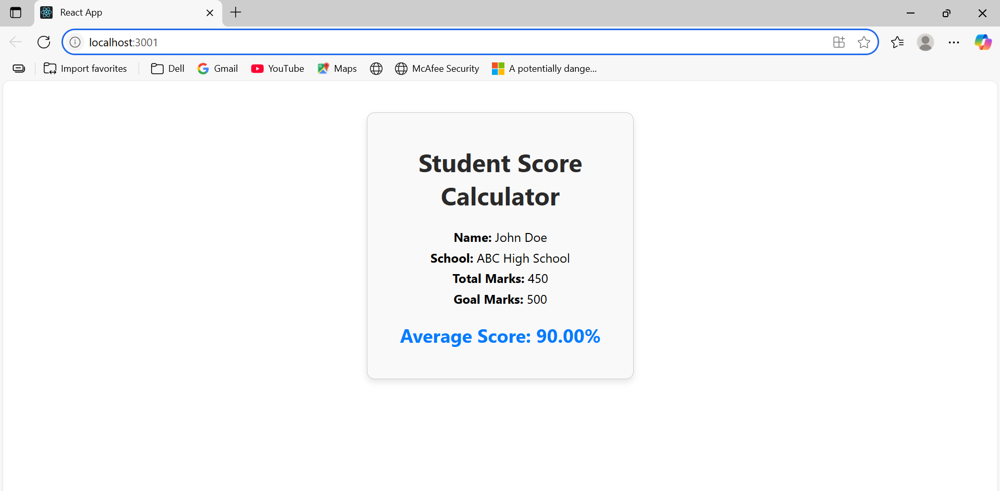 React App
localhost:3001
Import favorites
Dell
Gmail
YouTube
Maps
McAfee Security
A potentially dange...
Student Score
Calculator
Name: John Doe
School: ABC High School
Total Marks: 450
Goal Marks: 500
Average Score: 90.00%